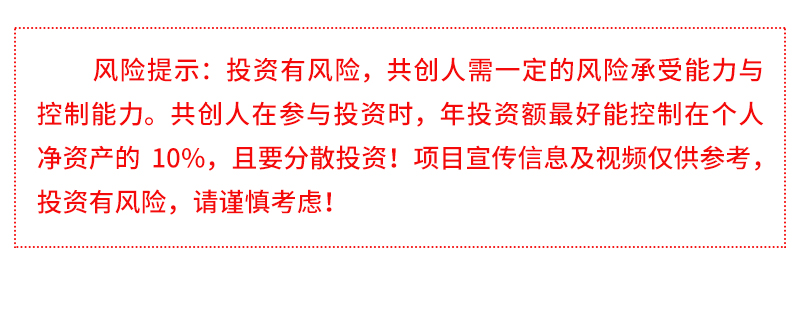 风险提示：投资有风险，共创人需一定的风险承受能力与
控制能力。共创人在参与投资时，年投资额最好能控制在个人
净资产的 10%，且要分散投资！项目宣传信息及视频仅供参考，
投资有风险，请谨慎考虑！